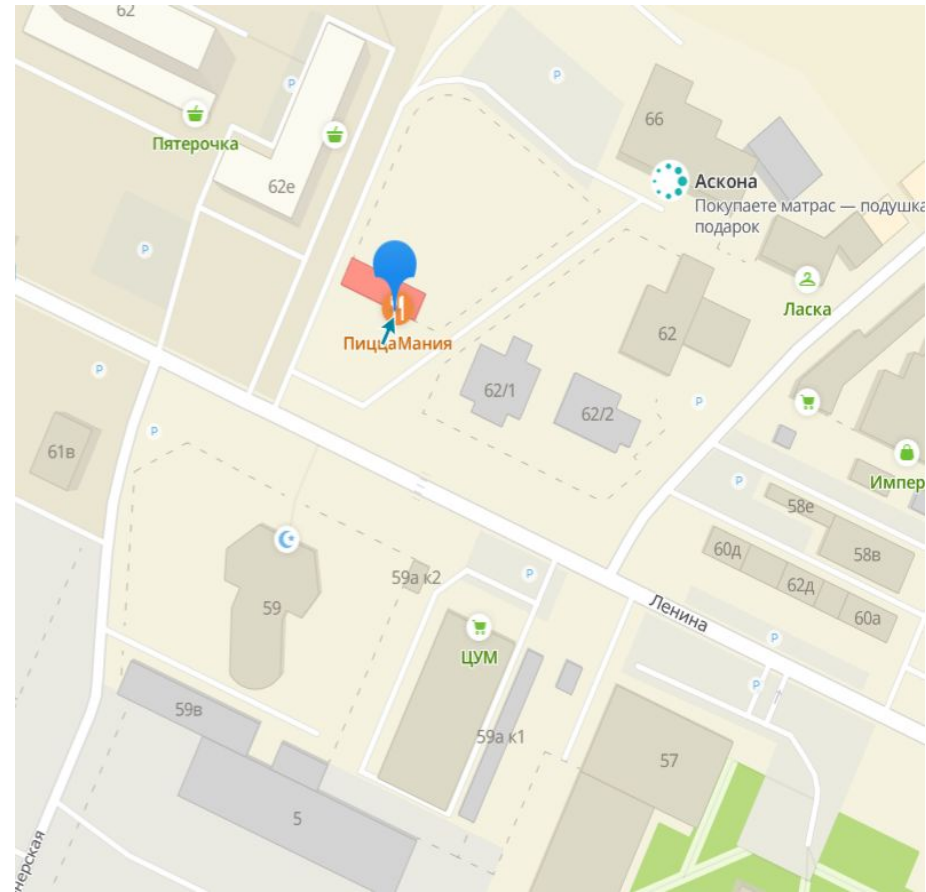 62
P
Пятерочка
62е
P
66
Аскона
Покупаете матрас — подушка
подарок
P
Ласка
ПиццаМания
62
P
62/1
62/2
P
61в
P
P
Импер
58е
58в
60д
62д
60а
59
59а к2
P
Ленина
P
ЦУМ
59в
P
59а к1
57
5
нерская